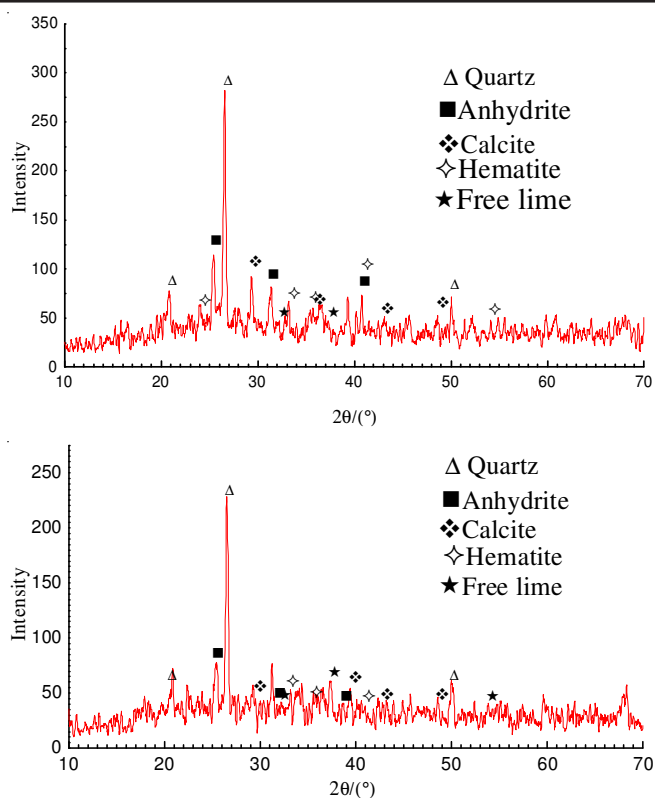 350
300
250
200
150
100
50
0
Intensity
Δ Quartz
■Anhydrite
❖Calcite
✧Hematite
★Free lime
10 20 30 40 50 60 70
2θ/(°)
250
200
150
100
50
0
Intensity
Δ Quartz
■Anhydrite
❖Calcite
✧Hematite
★Free lime
10 20 30 40 50 60 70
2θ/(°)